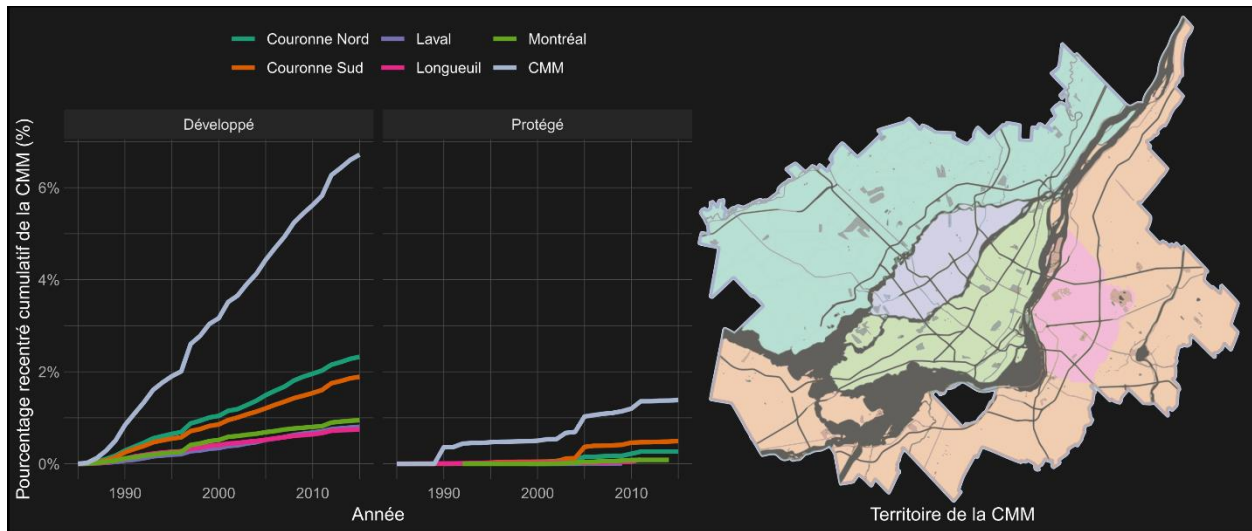 Couronne Nord Laval Montréal
Couronne Sud Longueuil CMM
Pourcentage recentré cumulatif de la CMM (%)
Développé Protégé
6%
4%
2%
0%
1990 2000 2010 1990 2000 2010
Année Territoire de la CMM